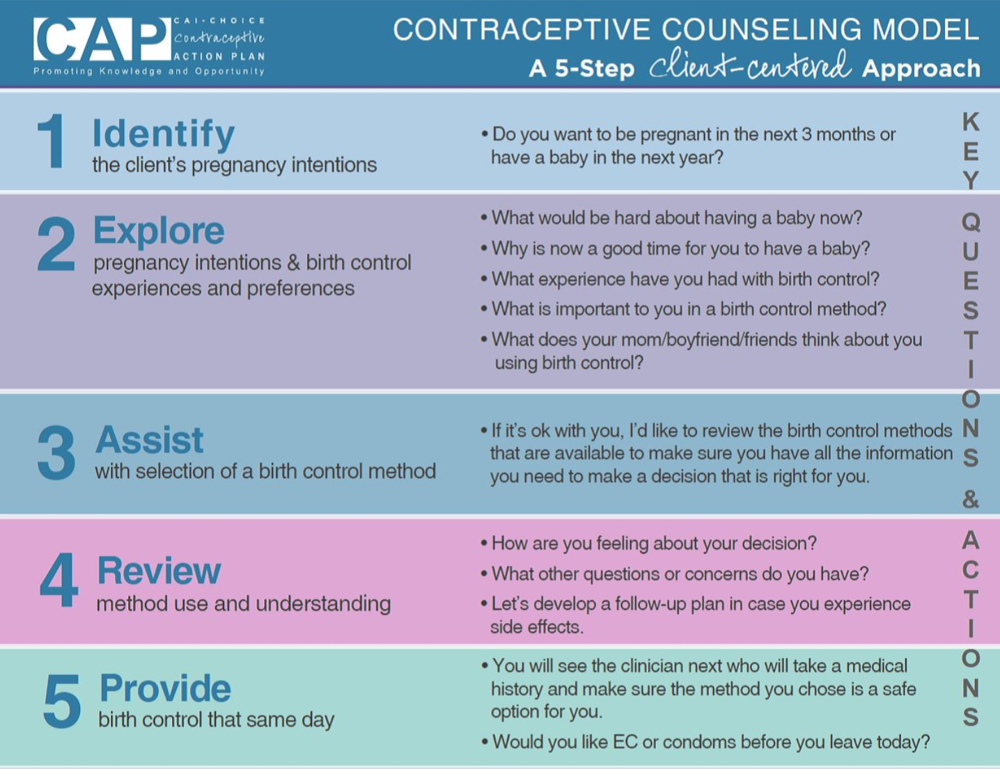 CAP
CAI-CHOICE
Contraceptive
ACTION PLAN
Promoting Knowledge and Opportunity
CONTRACEPTIVE COUNSELING MODEL
A 5-Step Client-centered Approach
KEY QUESTIONS & ACTIONS
1 Identify
the client's pregnancy intentions
• Do you want to be pregnant in the next 3 months or
have a baby in the next year?
2 Explore
pregnancy intentions & birth control
experiences and preferences
• What would be hard about having a baby now?
• Why is now a good time for you to have a baby?
• What experience have you had with birth control?
• What is important to you in a birth control method?
• What does your mom/boyfriend/friends think about you
using birth control?
3 Assist
with selection of a birth control method
• If it's ok with you, I'd like to review the birth control methods
that are available to make sure you have all the information
you need to make a decision that is right for you.
4 Review
method use and understanding
• How are you feeling about your decision?
• What other questions or concerns do you have?
• Let's develop a follow-up plan in case you experience
side effects.
5 Provide
birth control that same day
• You will see the clinician next who will take a medical
history and make sure the method you chose is a safe
option for you.
• Would you like EC or condoms before you leave today?